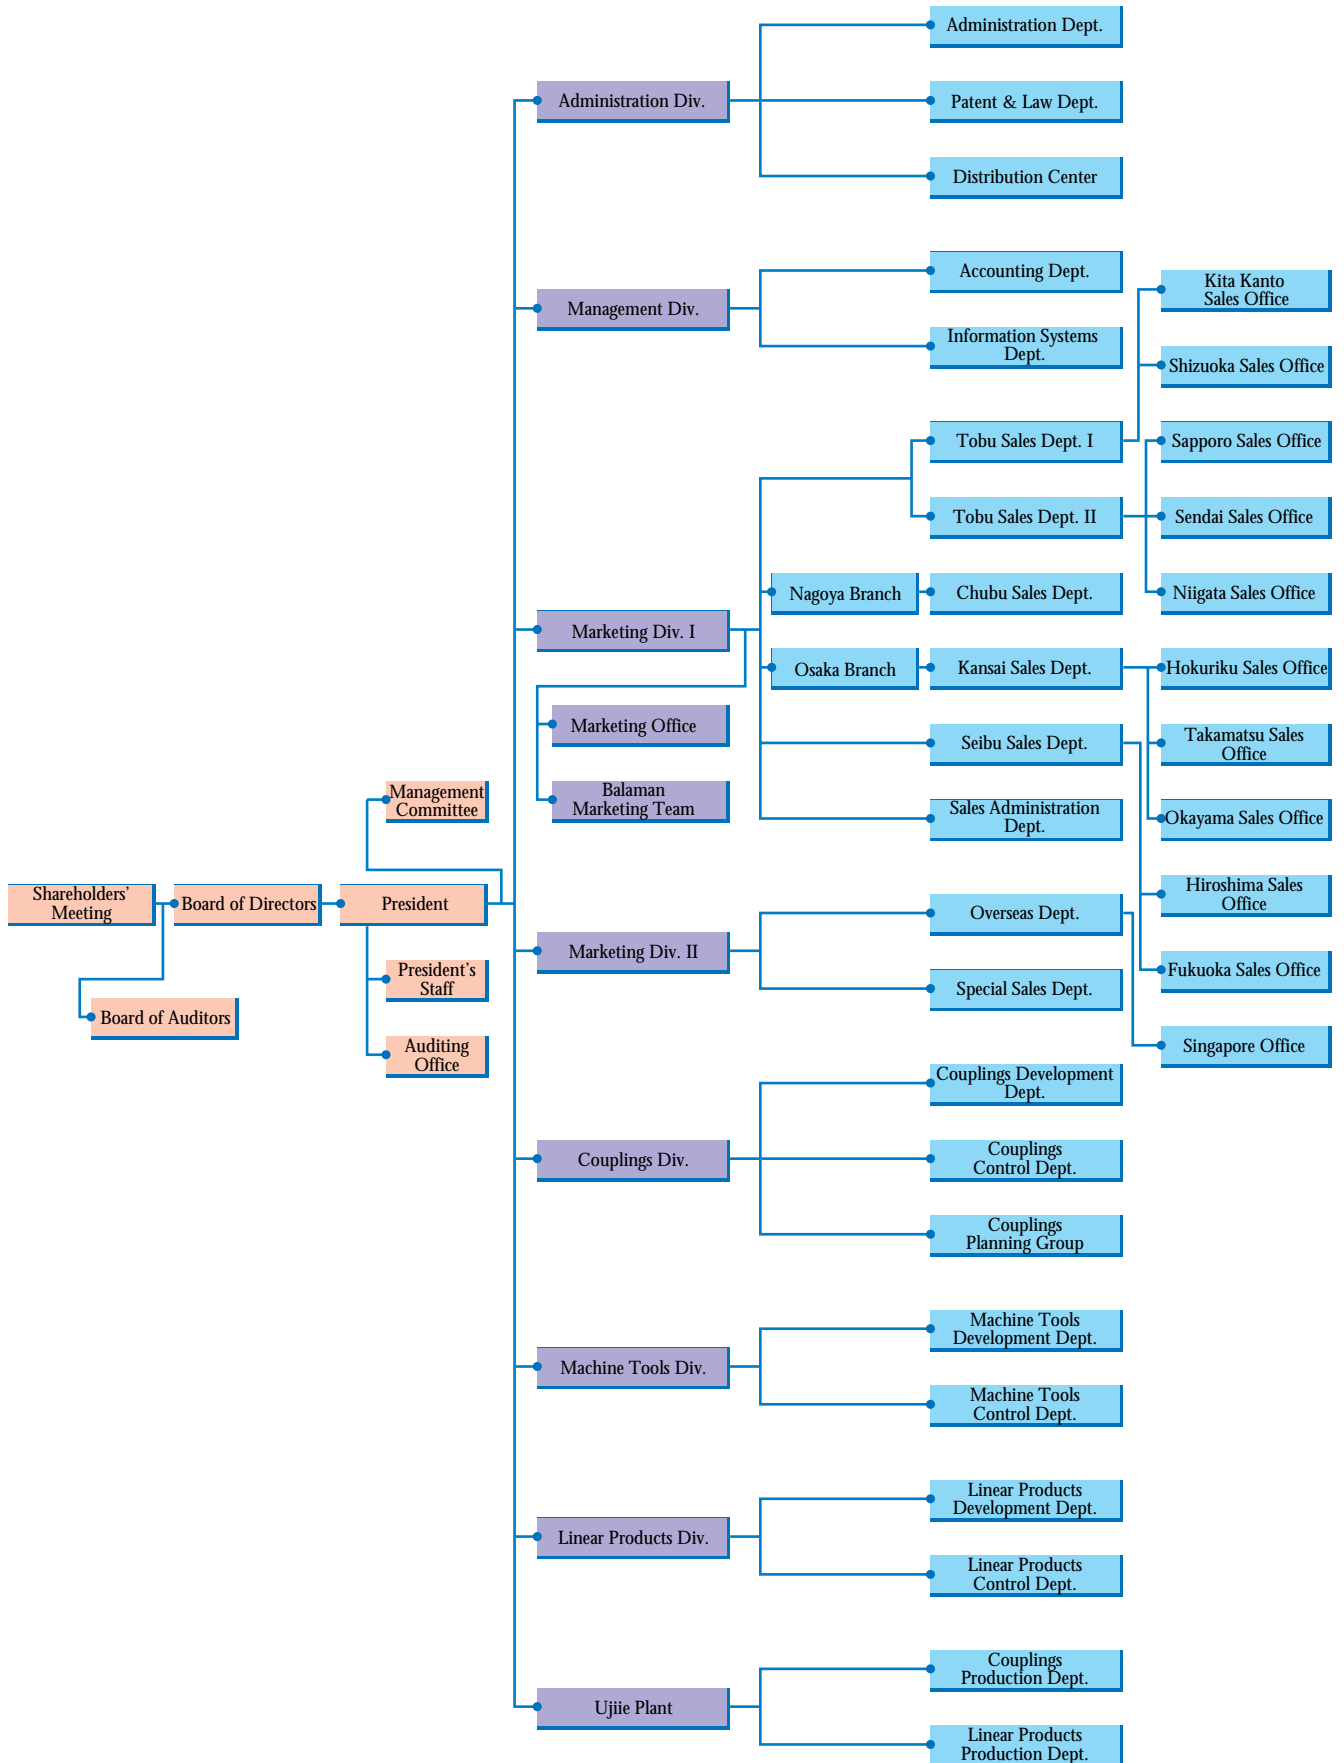 Administration Dept.
Administration Div.
Patent & Law Dept.
Distribution Center
Accounting Dept.
Management Div.
Information Systems
Dept.
Kita Kanto
Sales Office
Shizuoka Sales Office
Tobu Sales Dept. I
Sapporo Sales Office
Tobu Sales Dept. II
Sendai Sales Office
Nagoya Branch
Chubu Sales Dept.
Niigata Sales Office
Marketing Div. I
Osaka Branch
Kansai Sales Dept.
Hokuriku Sales Office
Marketing Office
Seibu Sales Dept.
Takamatsu Sales
Office
Management
Committee
Balaman
Marketing Team
Sales Administration
Dept.
Okayama Sales Office
Shareholders'
Meeting
Board of Directors
President
Hiroshima Sales
Office
Overseas Dept.
Marketing Div. II
President's
Staff
Special Sales Dept.
Fukuoka Sales Office
Board of Auditors
Auditing
Office
Singapore Office
Couplings Development
Dept.
Couplings Div.
Couplings
Control Dept.
Couplings
Planning Group
Machine Tools
Development Dept.
Machine Tools Div.
Machine Tools
Control Dept.
Linear Products
Development Dept.
Linear Products Div.
Linear Products
Control Dept.
Couplings
Production Dept.
Ujiie Plant
Linear Products
Production Dept.